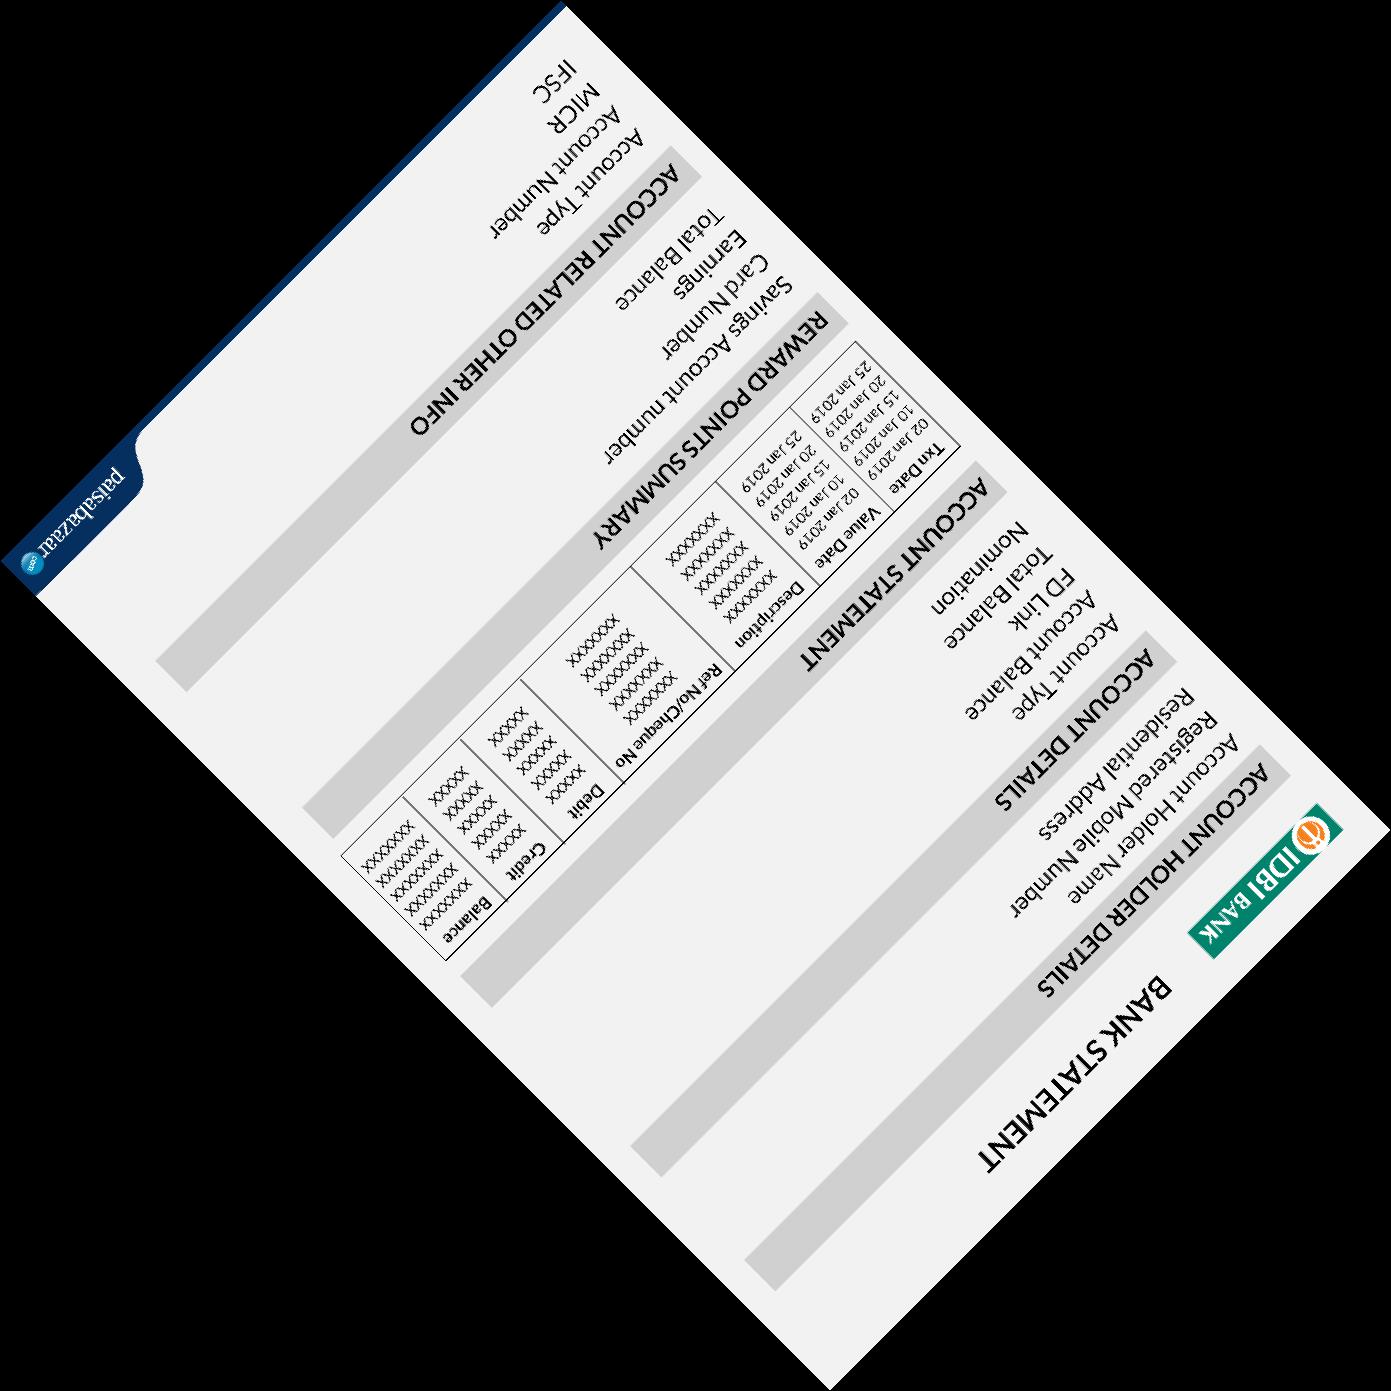 IDBI BANK
BANK STATEMENT
ACCOUNT HOLDER DETAILS
Account Holder Name
Registered Mobile Number
Residential Address
ACCOUNT DETAILS
Account Type
Account Balance
FD Link
Total Balance
Nomination
ACCOUNT STATEMENT
Txn Date Value Date Description Ref No/Cheque No Debit Credit Balance
02 Jan 2019 02 Jan 2019 XXXXXXX XXXXXXX XXXXX XXXXX XXXXXXX
10 Jan 2019 10 Jan 2019 XXXXXXX XXXXXXX XXXXX XXXXX XXXXXXX
15 Jan 2019 15 Jan 2019 XXXXXXX XXXXXXX XXXXX XXXXX XXXXXXX
20 Jan 2019 20 Jan 2019 XXXXXXX XXXXXXX XXXXX XXXXX XXXXXXX
25 Jan 2019 25 Jan 2019 XXXXXXX XXXXXXX XXXXX XXXXX XXXXXXX
REWARD POINTS SUMMARY
Savings Account number
Card Number
Earnings
Total Balance
ACCOUNT RELATED OTHER INFO
Account Type
Account Number
MICR
IFSC
paisabazaar.com